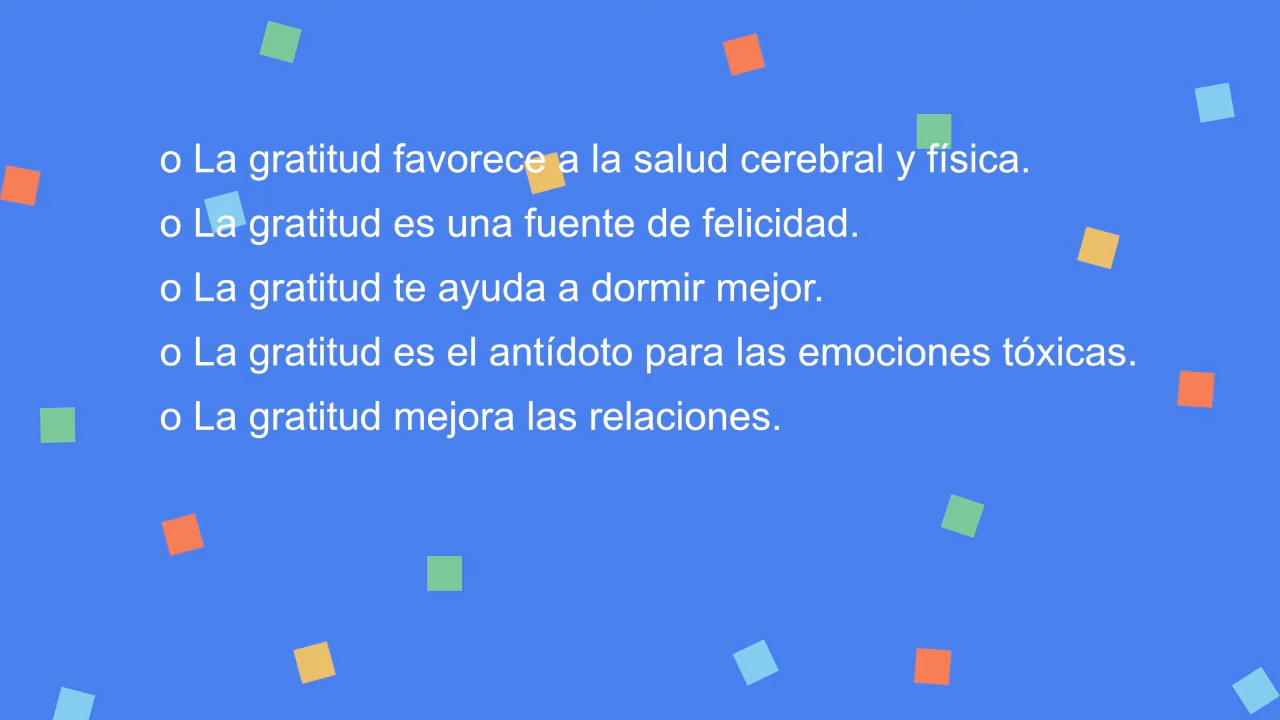 o La gratitud favorece a la salud cerebral y física.
o La gratitud es una fuente de felicidad.
o La gratitud te ayuda a dormir mejor.
o La gratitud es el antídoto para las emociones tóxicas.
o La gratitud mejora las relaciones.